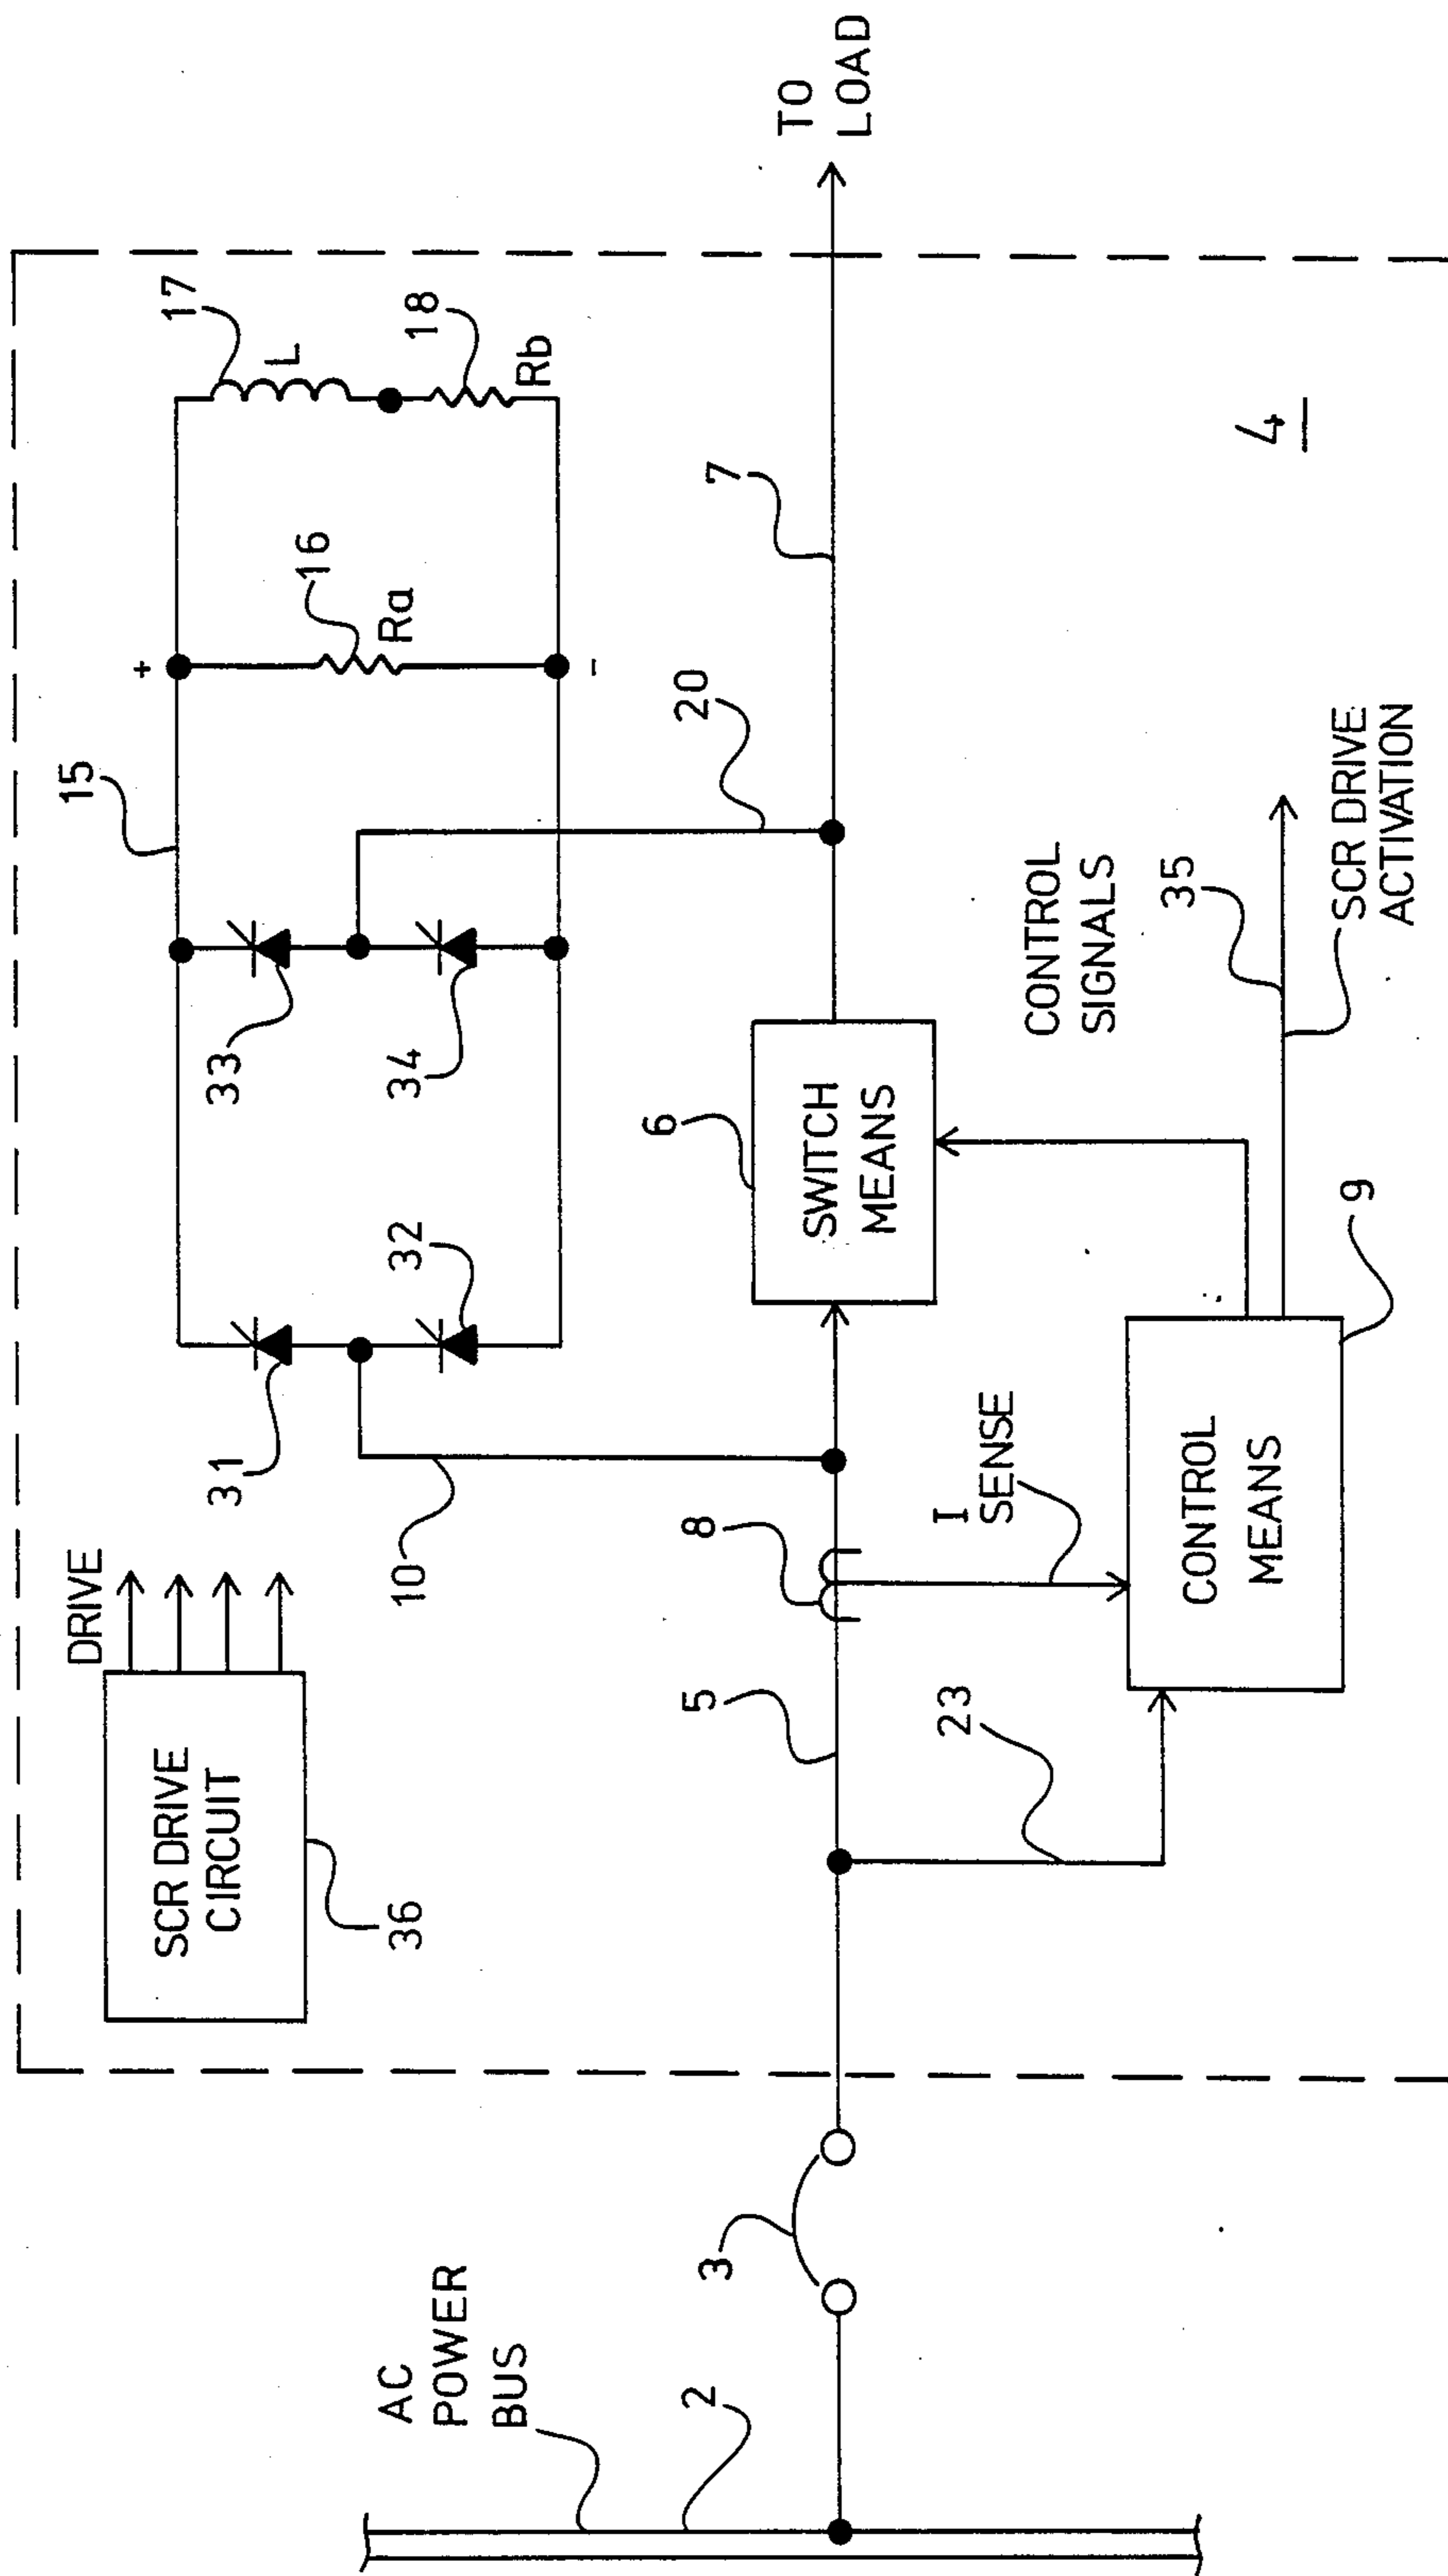 SCR DRIVE
CIRCUIT
36
DRIVE
31
32
33
34
15
+
-
16
Ra
17
L
18
Rb
10
20
AC
POWER
BUS
2
3
5
8
6
SWITCH
MEANS
7
TO
LOAD
23
I
SENSE
CONTROL
MEANS
9
CONTROL
SIGNALS
35
SCR DRIVE
ACTIVATION
4